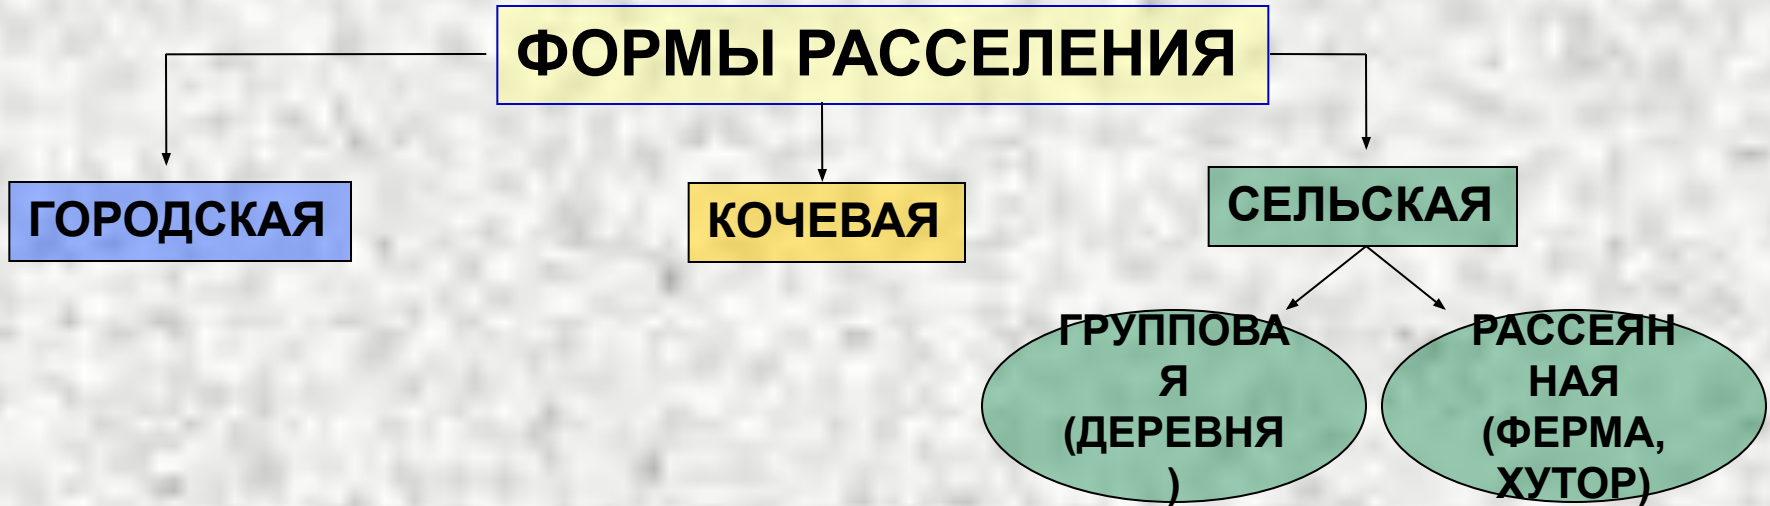 ФОРМЫ РАССЕЛЕНИЯ
ГОРОДСКАЯ
КОЧЕВАЯ
СЕЛЬСКАЯ
ГРУППОВА
Я
(ДЕРЕВНЯ
)
РАССЕЯН
НАЯ
(ФЕРМА,
ХУТОР)